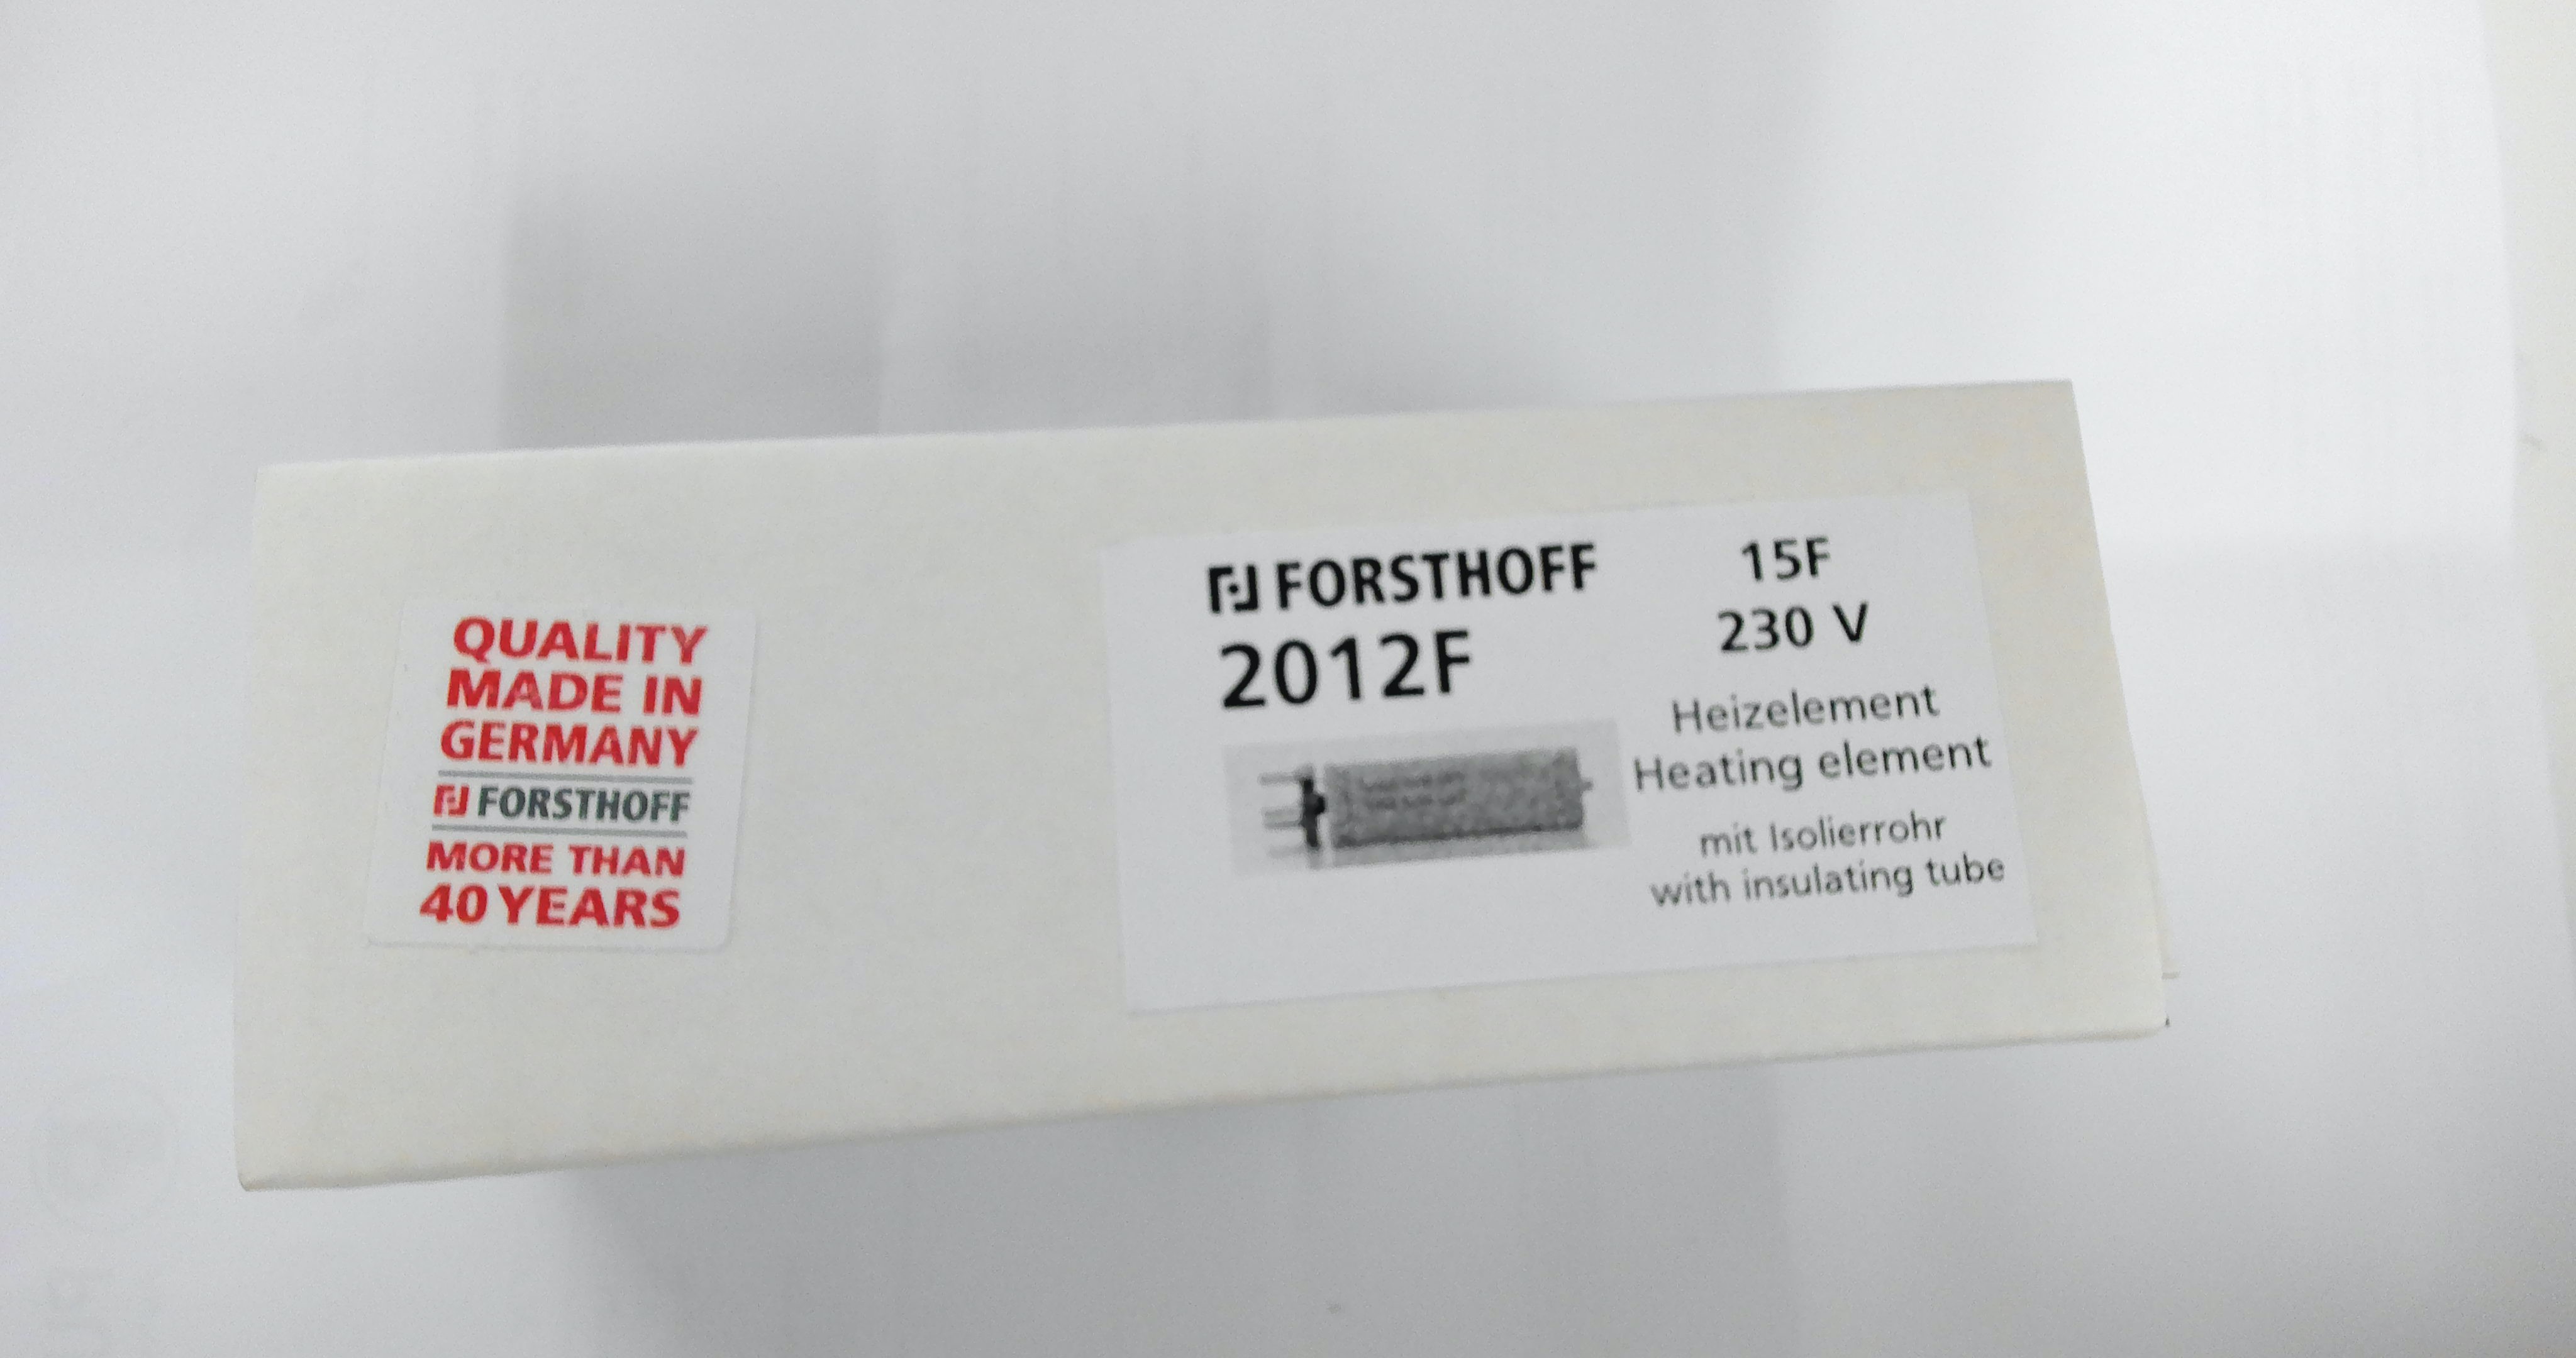 QUALITY
MADE IN
GERMANY
FORSTHOFF
MORE THAN
40 YEARS
FORSTHOFF
2012F
15F
230 V
Heizelement
Heating element
mit Isolierrohr
with insulating tube